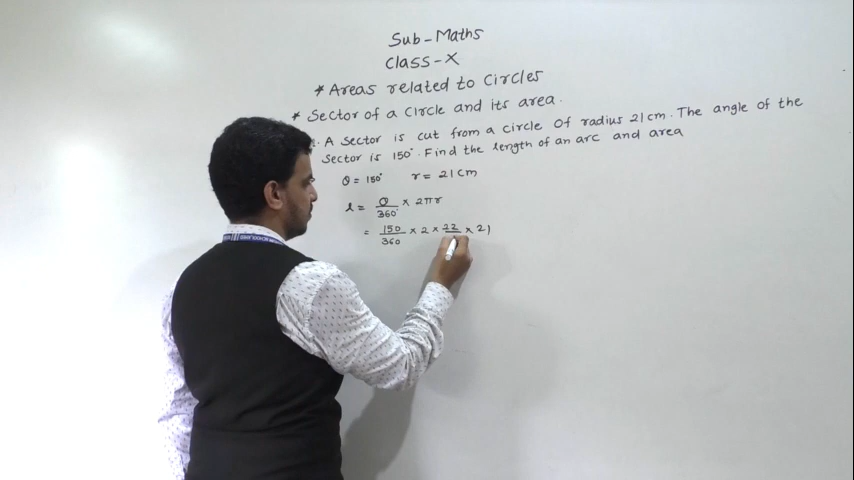 Sub-Maths
Class-X
* Areas related to Circles
* Sector of a Circle and its area.
. A Sector is cut from a circle Of radius 21cm. The angle of the
Sector is 150°. Find the length of an arc and area
θ = 150° r = 21cm
l = θ/360° × 2πr
= 150/360 × 2 × 22/ × 21